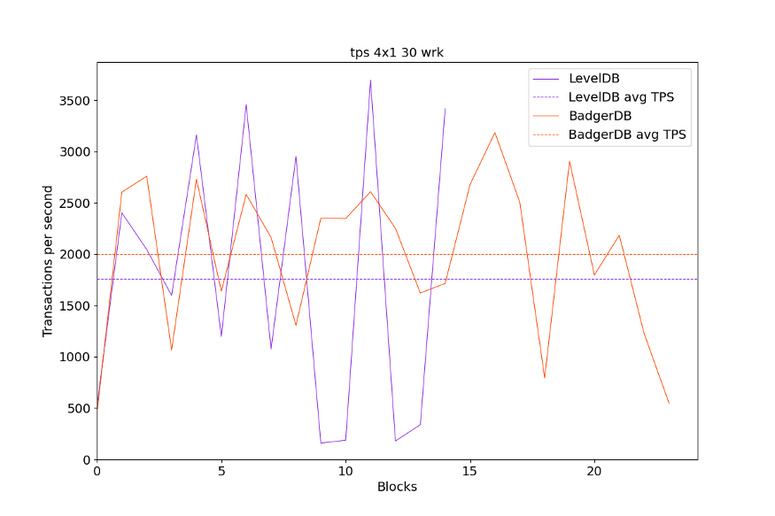 tps 4x1 30 wrk
LevelDB
LevelDB avg TPS
BadgerDB
BadgerDB avg TPS
Transactions per second
3500
3000
2500
2000
1500
1000
500
0
0 5 10 15 20
Blocks